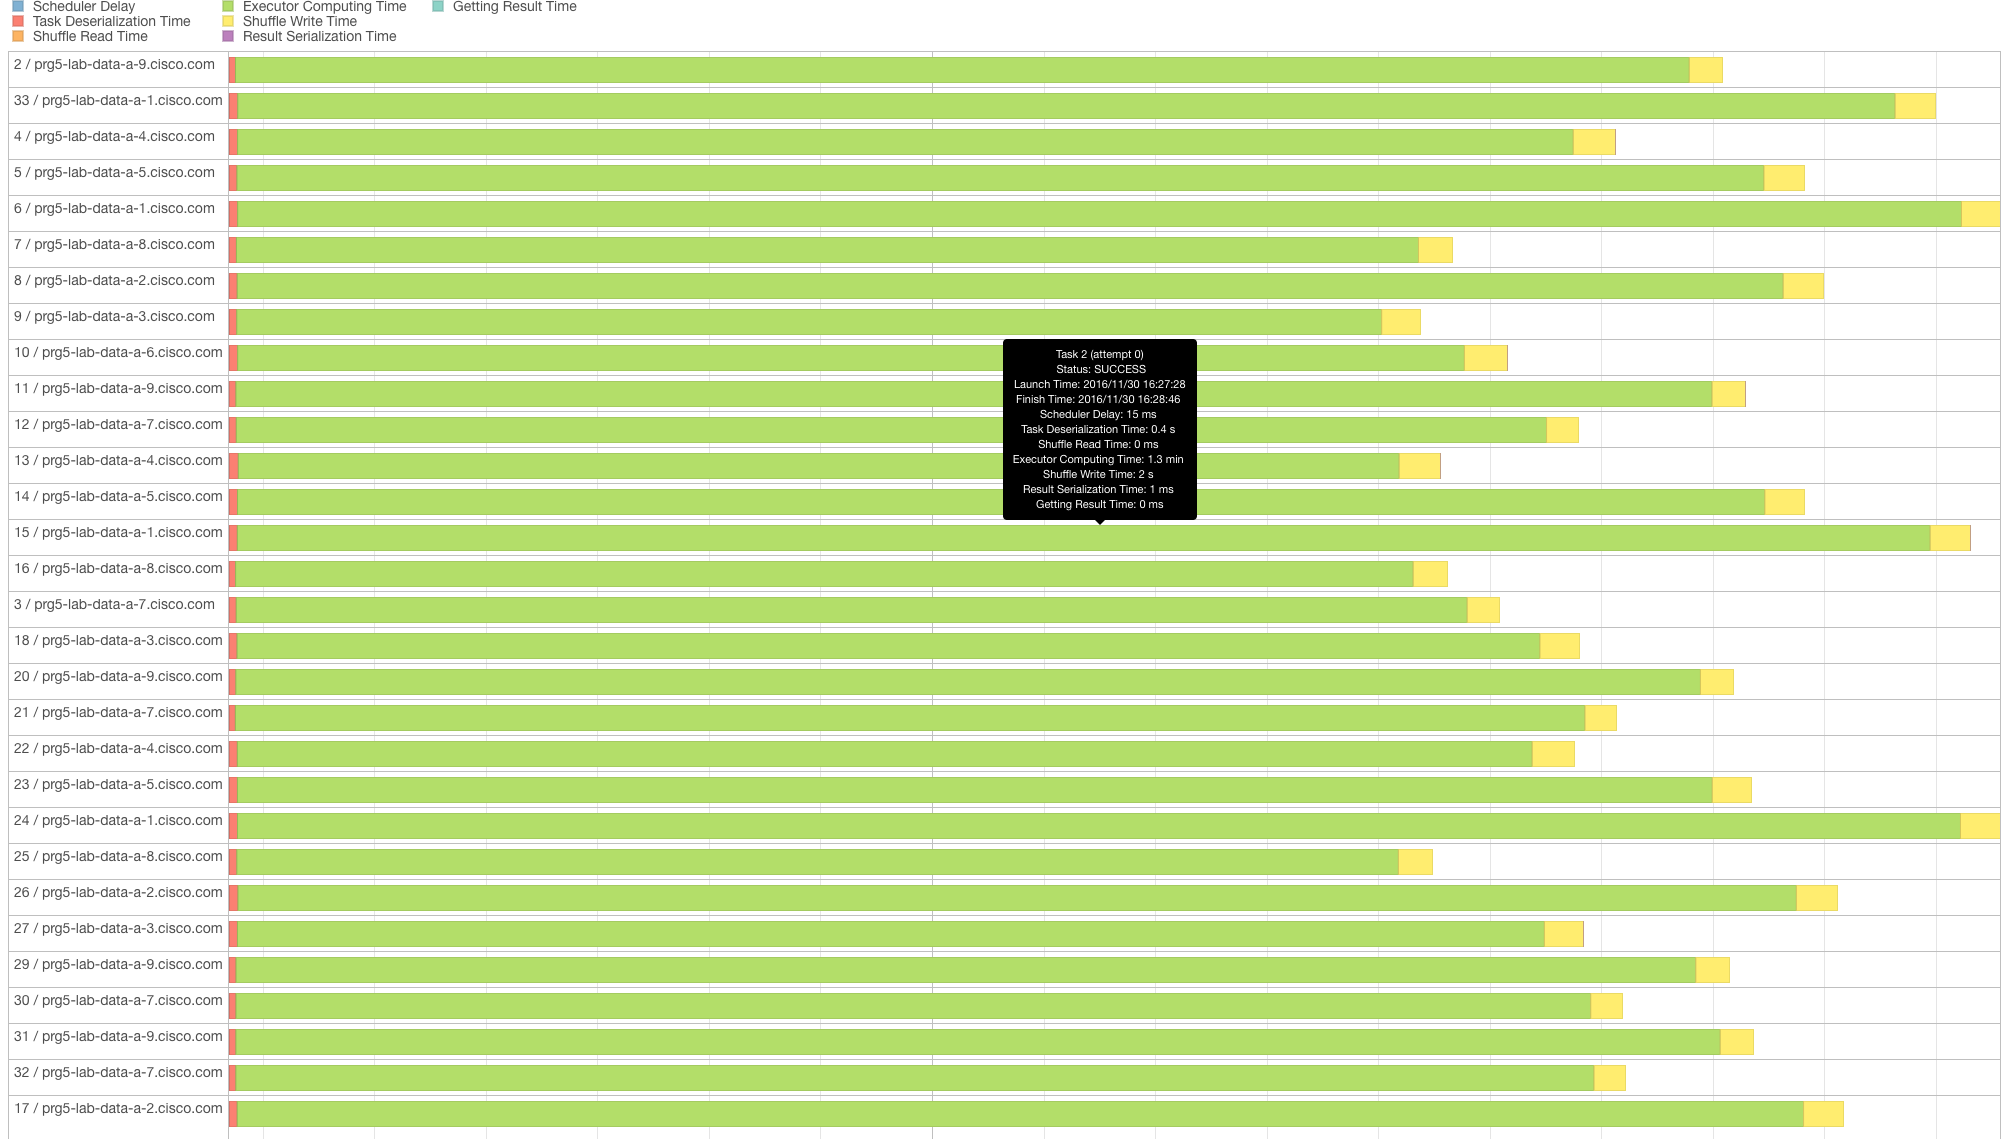 Scheduler Delay
Executor Computing Time
Getting Result Time
Task Deserialization Time
Shuffle Write Time
Shuffle Read Time
Result Serialization Time
2 / prg5-lab-data-a-9.cisco.com
33 / prg5-lab-data-a-1.cisco.com
4 / prg5-lab-data-a-4.cisco.com
5 / prg5-lab-data-a-5.cisco.com
6 / prg5-lab-data-a-1.cisco.com
7 / prg5-lab-data-a-8.cisco.com
8 / prg5-lab-data-a-2.cisco.com
9 / prg5-lab-data-a-3.cisco.com
10 / prg5-lab-data-a-6.cisco.com
11 / prg5-lab-data-a-9.cisco.com
12 / prg5-lab-data-a-7.cisco.com
13 / prg5-lab-data-a-4.cisco.com
14 / prg5-lab-data-a-5.cisco.com
15 / prg5-lab-data-a-1.cisco.com
16 / prg5-lab-data-a-8.cisco.com
3 / prg5-lab-data-a-7.cisco.com
18 / prg5-lab-data-a-3.cisco.com
20 / prg5-lab-data-a-9.cisco.com
21 / prg5-lab-data-a-7.cisco.com
22 / prg5-lab-data-a-4.cisco.com
23 / prg5-lab-data-a-5.cisco.com
24 / prg5-lab-data-a-1.cisco.com
25 / prg5-lab-data-a-8.cisco.com
26 / prg5-lab-data-a-2.cisco.com
27 / prg5-lab-data-a-3.cisco.com
29 / prg5-lab-data-a-9.cisco.com
30 / prg5-lab-data-a-7.cisco.com
31 / prg5-lab-data-a-9.cisco.com
32 / prg5-lab-data-a-7.cisco.com
17 / prg5-lab-data-a-2.cisco.com
Task 2 (attempt 0)
Status: SUCCESS
Launch Time: 2016/11/30 16:27:28
Finish Time: 2016/11/30 16:28:46
Scheduler Delay: 15 ms
Task Deserialization Time: 0.4 s
Shuffle Read Time: 0 ms
Executor Computing Time: 1.3 min
Shuffle Write Time: 2 s
Result Serialization Time: 1 ms
Getting Result Time: 0 ms